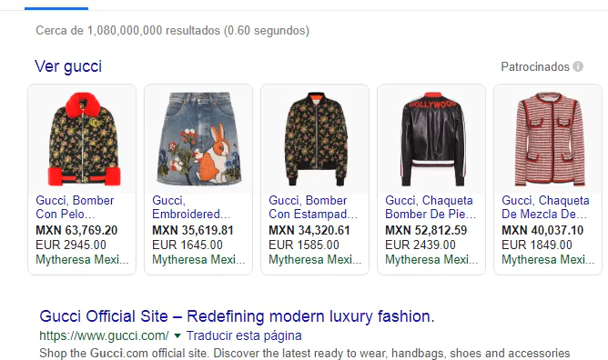 Cerca de 1,080,000,000 resultados (0.60 segundos)
Ver gucci
Patrocinados
HOLLYWOOD
Gucci, Bomber
Con Pelo...
MXN 63,769.20
EUR 2945.00
Mytheresa Mexi...
Gucci,
Embroidered...
MXN 35,619.81
EUR 1645.00
Mytheresa Mexi...
Gucci, Bomber
Con Estampad...
MXN 34,320.61
EUR 1585.00
Mytheresa Mexi...
Gucci, Chaqueta
Bomber De Pie...
MXN 52,812.59
EUR 2439.00
Mytheresa Mexi...
Gucci, Chaqueta
De Mezcla De...
MXN 40,037.10
EUR 1849.00
Mytheresa Mexi...
Gucci Official Site – Redefining modern luxury fashion.
https://www.gucci.com/ ▼ Traducir esta página
Shop the Gucci.com official site. Discover the latest ready to wear, handbags, shoes and accessories